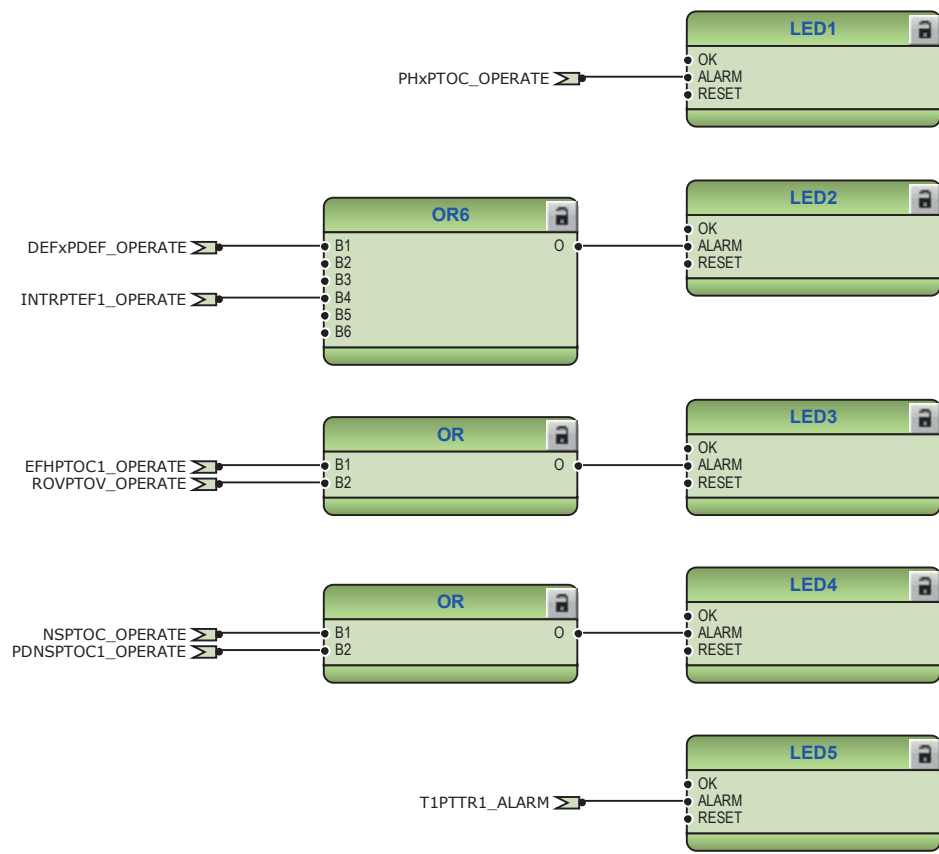 LED1
OK
PHxPTOC_OPERATE
ALARM
RESET
LED2
OR6
OK
DEFxPDEF_OPERATE
B1
O
ALARM
B2
RESET
B3
INTRPTEF1_OPERATE
B4
B5
B6
LED3
OR
OK
EFHPTOC1_OPERATE
B1
O
ALARM
ROVPTOV_OPERATE
B2
RESET
LED4
OR
OK
NSPTOC_OPERATE
B1
O
ALARM
PDNSPTOC1_OPERATE
B2
RESET
LED5
OK
T1PTTR1_ALARM
ALARM
RESET